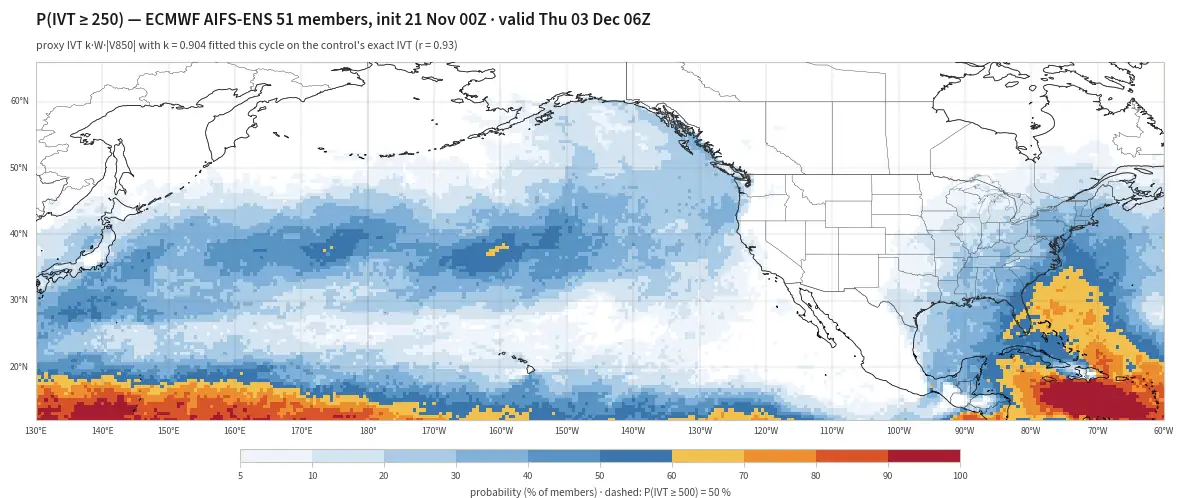 P(IVT ≥ 250) — ECMWF AIFS-ENS 51 members, init 21 Nov 00Z · valid Thu 03 Dec 06Z
proxy IVT k·W·|V850| with k = 0.904 fitted this cycle on the control's exact IVT (r = 0.93)
60°N
50°N
40°N
30°N
20°N
130°E 140°E 150°E 160°E 170°E 180° 170°W 160°W 150°W 140°W 130°W 120°W 110°W 100°W 90°W 80°W 70°W 60°W
5 10 20 30 40 50 60 70 80 90 100
probability (% of members) · dashed: P(IVT ≥ 500) = 50 %